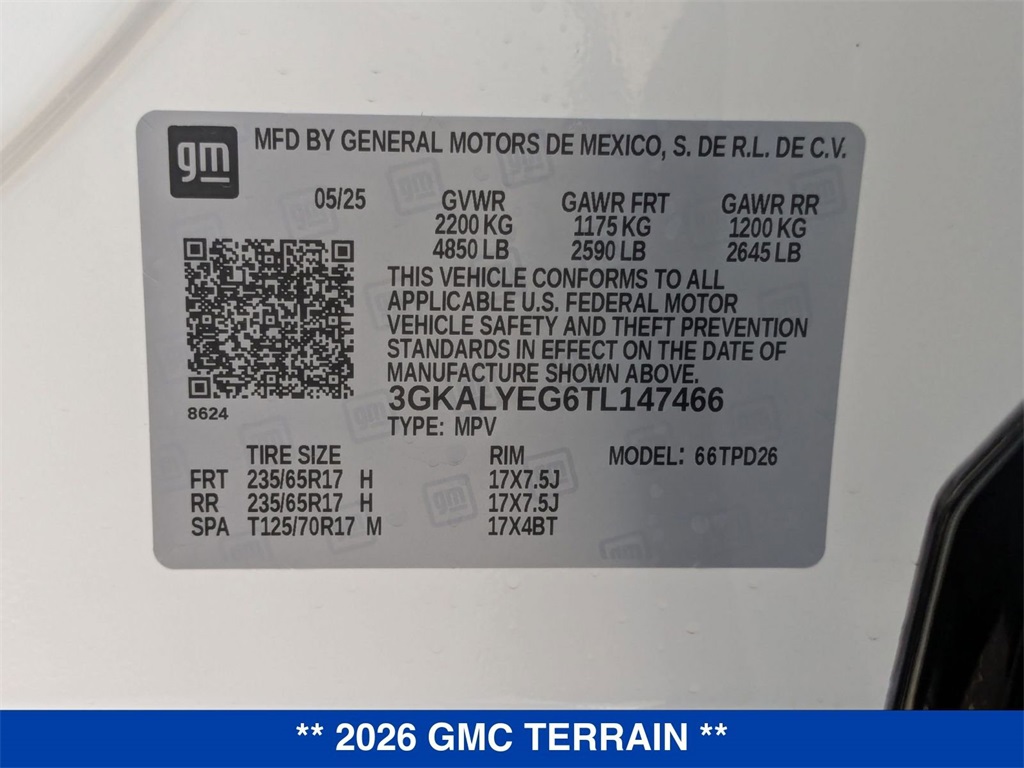 gm
MFD BY GENERAL MOTORS DE MEXICO, S. DE R.L. DE C.V.
05/25 GVWR GAWR FRT GAWR RR
2200 KG 1175 KG 1200 KG
4850 LB 2590 LB 2645 LB
THIS VEHICLE CONFORMS TO ALL
APPLICABLE U.S. FEDERAL MOTOR
VEHICLE SAFETY AND THEFT PREVENTION
STANDARDS IN EFFECT ON THE DATE OF
MANUFACTURE SHOWN ABOVE.
3GKALYEG6TL147466
8624
TYPE: MPV
TIRE SIZE RIM MODEL: 66TPD26
FRT 235/65R17 H 17X7.5J
RR 235/65R17 H 17X7.5J
SPA T125/70R17 M 17X4BT
** 2026 GMC TERRAIN **